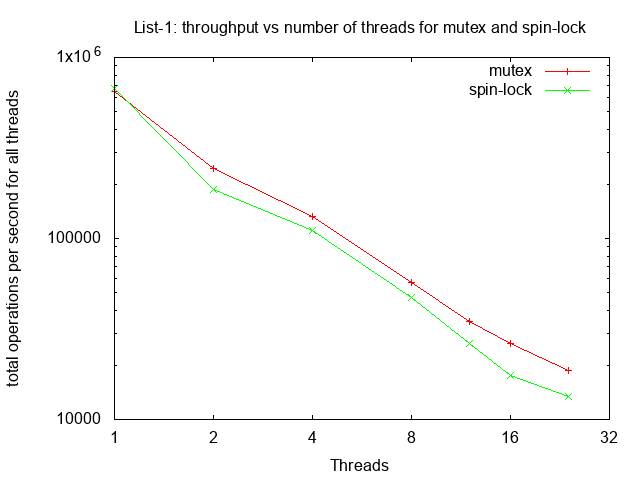 List-1: throughput vs number of threads for mutex and spin-lock
total operations per second for all threads
1x10^6
100000
10000
mutex
spin-lock
1 2 4 8 16 32
Threads